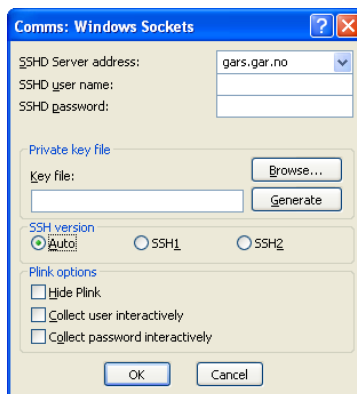 Comms: Windows Sockets
SSHD Server address: gars.gar.no
SSHD user name:
SSHD password:
Private key file
Key file:
Browse...
Generate
SSH version
Auto SSH1 SSH2
Plink options
Hide Plink
Collect user interactively
Collect password interactively
OK Cancel